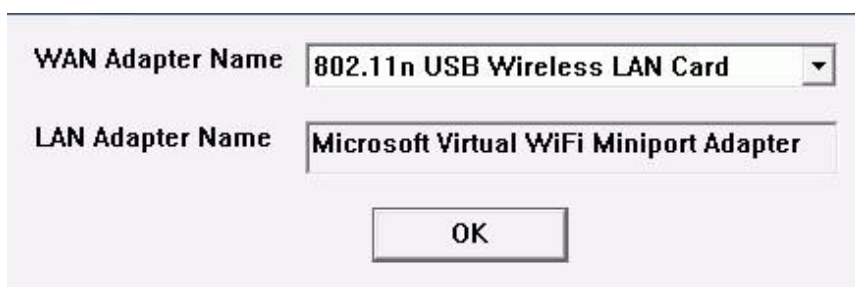 WAN Adapter Name 802.11n USB Wireless LAN Card
LAN Adapter Name Microsoft Virtual WiFi Miniport Adapter
OK